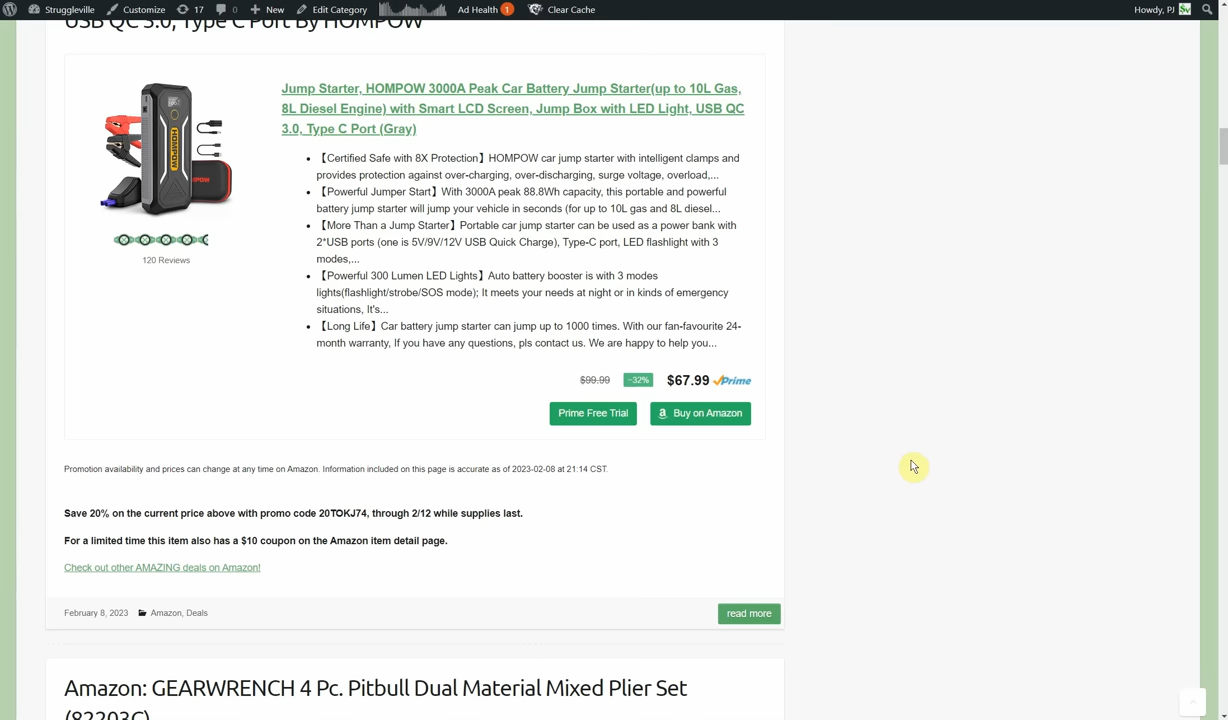 Struggleville Customize 17 0 New Edit Category Ad Health 1 Clear Cache Howdy, PJ
USB QC 3.0, Type C Port By HOMPOW
Jump Starter, HOMPOW 3000A Peak Car Battery Jump Starter(up to 10L Gas,
8L Diesel Engine) with Smart LCD Screen, Jump Box with LED Light, USB QC
3.0, Type C Port (Gray)
HOMPOW
120 Reviews
• 【Certified Safe with 8X Protection】HOMPOW car jump starter with intelligent clamps and
provides protection against over-charging, over-discharging, surge voltage, overload,...
• 【Powerful Jumper Start】With 3000A peak 88.8Wh capacity, this portable and powerful
battery jump starter will jump your vehicle in seconds (for up to 10L gas and 8L diesel...
• 【More Than a Jump Starter】Portable car jump starter can be used as a power bank with
2*USB ports (one is 5V/9V/12V USB Quick Charge), Type-C port, LED flashlight with 3
modes,...
• 【Powerful 300 Lumen LED Lights】Auto battery booster is with 3 modes
lights(flashlight/strobe/SOS mode); It meets your needs at night or in kinds of emergency
situations, It's...
• 【Long Life】Car battery jump starter can jump up to 1000 times. With our fan-favourite 24-
month warranty, If you have any questions, pls contact us. We are happy to help you...
$99.99 −32% $67.99 Prime
Prime Free Trial Buy on Amazon
Promotion availability and prices can change at any time on Amazon. Information included on this page is accurate as of 2023-02-08 at 21:14 CST.
Save 20% on the current price above with promo code 20TOKJ74, through 2/12 while supplies last.
For a limited time this item also has a $10 coupon on the Amazon item detail page.
Check out other AMAZING deals on Amazon!
February 8, 2023 Amazon, Deals read more
Amazon: GEARWRENCH 4 Pc. Pitbull Dual Material Mixed Plier Set
(82203C)